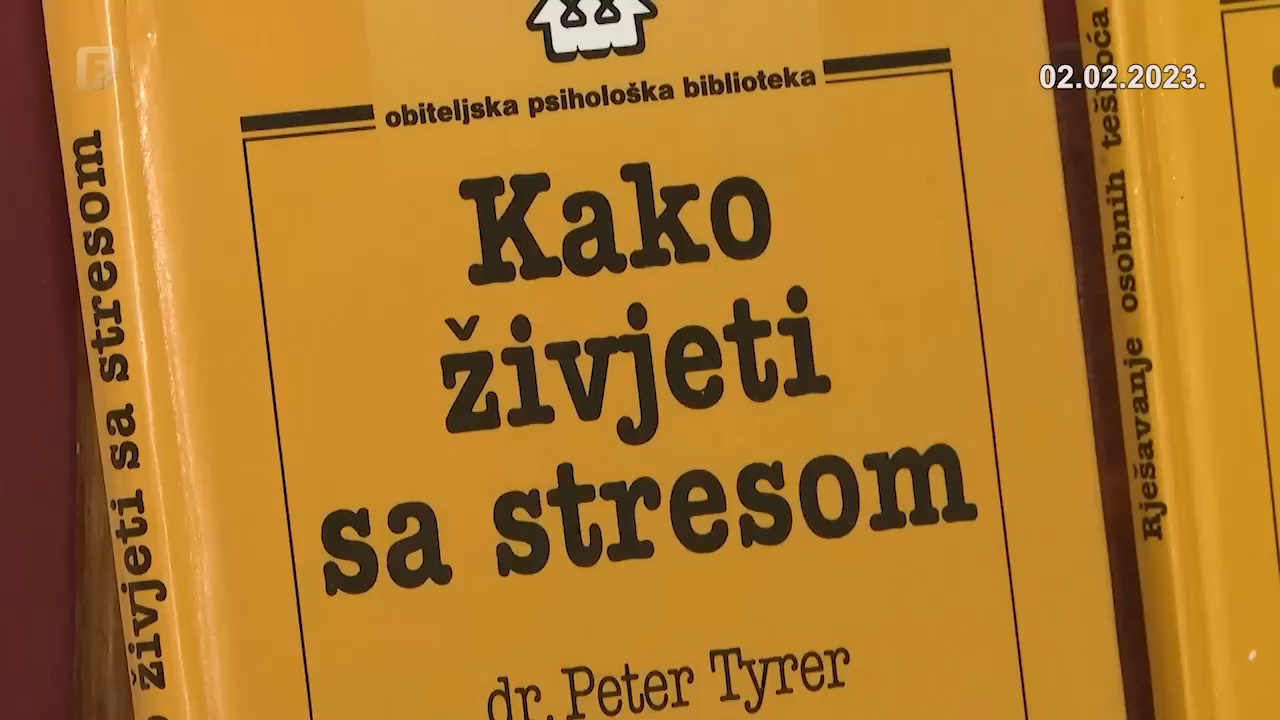 02.02.2023.
obiteljska psihološka biblioteka
Kako
živjeti
sa stresom
dr. Peter Tyrer
živjeti sa stresom
Rješavanje osobnih teškoća